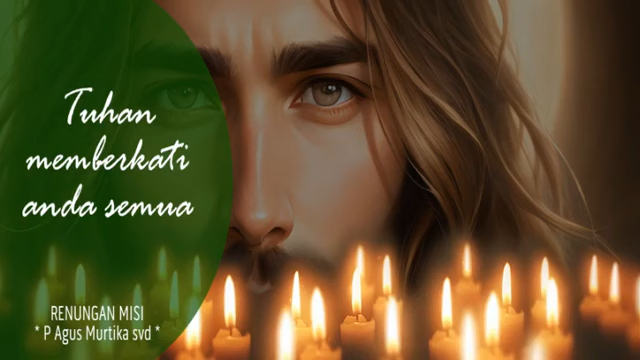 Tuhan
memberkati
anda semua
RENUNGAN MISI
* P Agus Murtika svd *